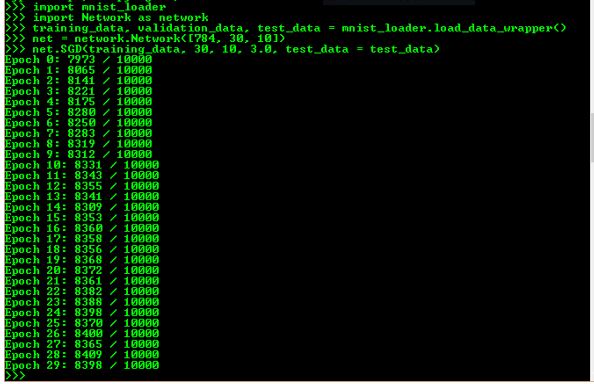 >>> import mnist_loader
>>> import Network as network
>>> training_data, validation_data, test_data = mnist_loader.load_data_wrapper()
>>> net = network.Network([784, 30, 10])
>>> net.SGD(training_data, 30, 10, 3.0, test_data = test_data)
Epoch 0: 7973 / 10000
Epoch 1: 8065 / 10000
Epoch 2: 8141 / 10000
Epoch 3: 8221 / 10000
Epoch 4: 8175 / 10000
Epoch 5: 8280 / 10000
Epoch 6: 8250 / 10000
Epoch 7: 8283 / 10000
Epoch 8: 8319 / 10000
Epoch 9: 8312 / 10000
Epoch 10: 8331 / 10000
Epoch 11: 8343 / 10000
Epoch 12: 8355 / 10000
Epoch 13: 8341 / 10000
Epoch 14: 8309 / 10000
Epoch 15: 8353 / 10000
Epoch 16: 8360 / 10000
Epoch 17: 8358 / 10000
Epoch 18: 8356 / 10000
Epoch 19: 8368 / 10000
Epoch 20: 8372 / 10000
Epoch 21: 8361 / 10000
Epoch 22: 8382 / 10000
Epoch 23: 8388 / 10000
Epoch 24: 8398 / 10000
Epoch 25: 8370 / 10000
Epoch 26: 8400 / 10000
Epoch 27: 8365 / 10000
Epoch 28: 8409 / 10000
Epoch 29: 8398 / 10000
>>>